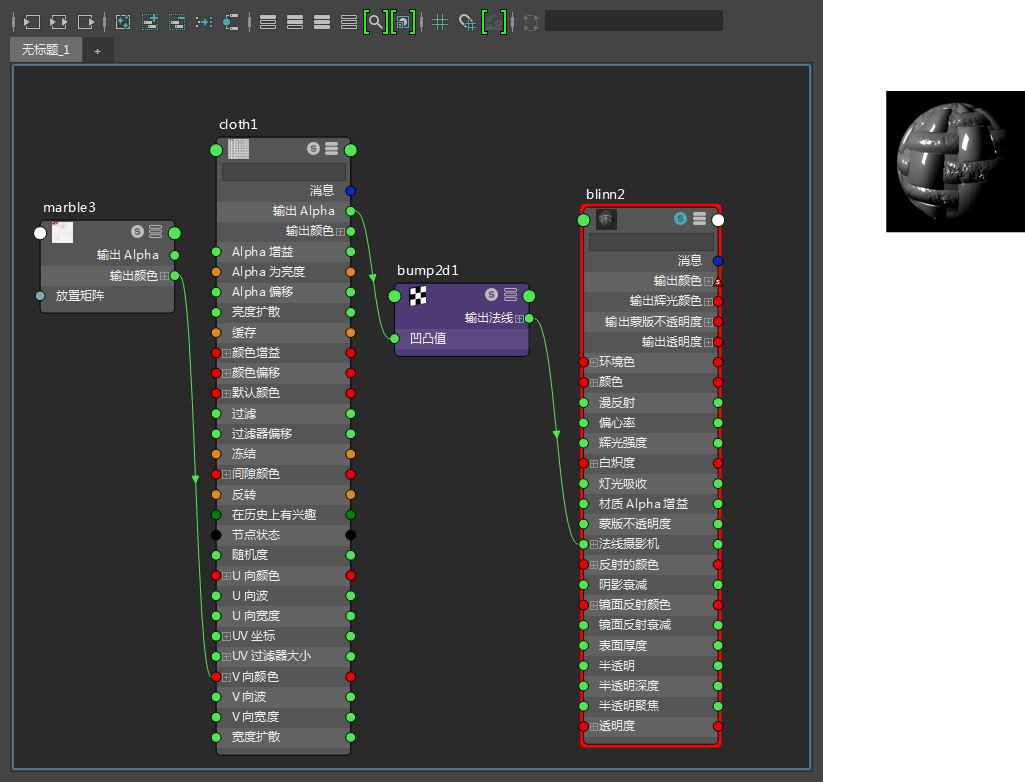 无标题_1
+
cloth1
S
消息
输出 Alpha
输出颜色
Alpha 增益
Alpha 为亮度
Alpha 偏移
亮度扩散
缓存
颜色增益
颜色偏移
默认颜色
过滤
过滤器偏移
冻结
间隙颜色
反转
在历史上有兴趣
节点状态
随机度
U 向颜色
U 向波
U 向宽度
UV 坐标
UV 过滤器大小
V 向颜色
V 向波
V 向宽度
宽度扩散
marble3
S
输出 Alpha
输出颜色
放置矩阵
bump2d1
S
输出法线
凹凸值
blinn2
S
消息
输出颜色
输出辉光颜色
输出蒙版不透明度
输出透明度
环境色
颜色
漫反射
偏心率
辉光强度
白炽度
灯光吸收
材质 Alpha 增益
蒙版不透明度
法线摄影机
反射的颜色
阴影衰减
镜面反射颜色
镜面反射衰减
表面厚度
半透明
半透明深度
半透明聚焦
透明度